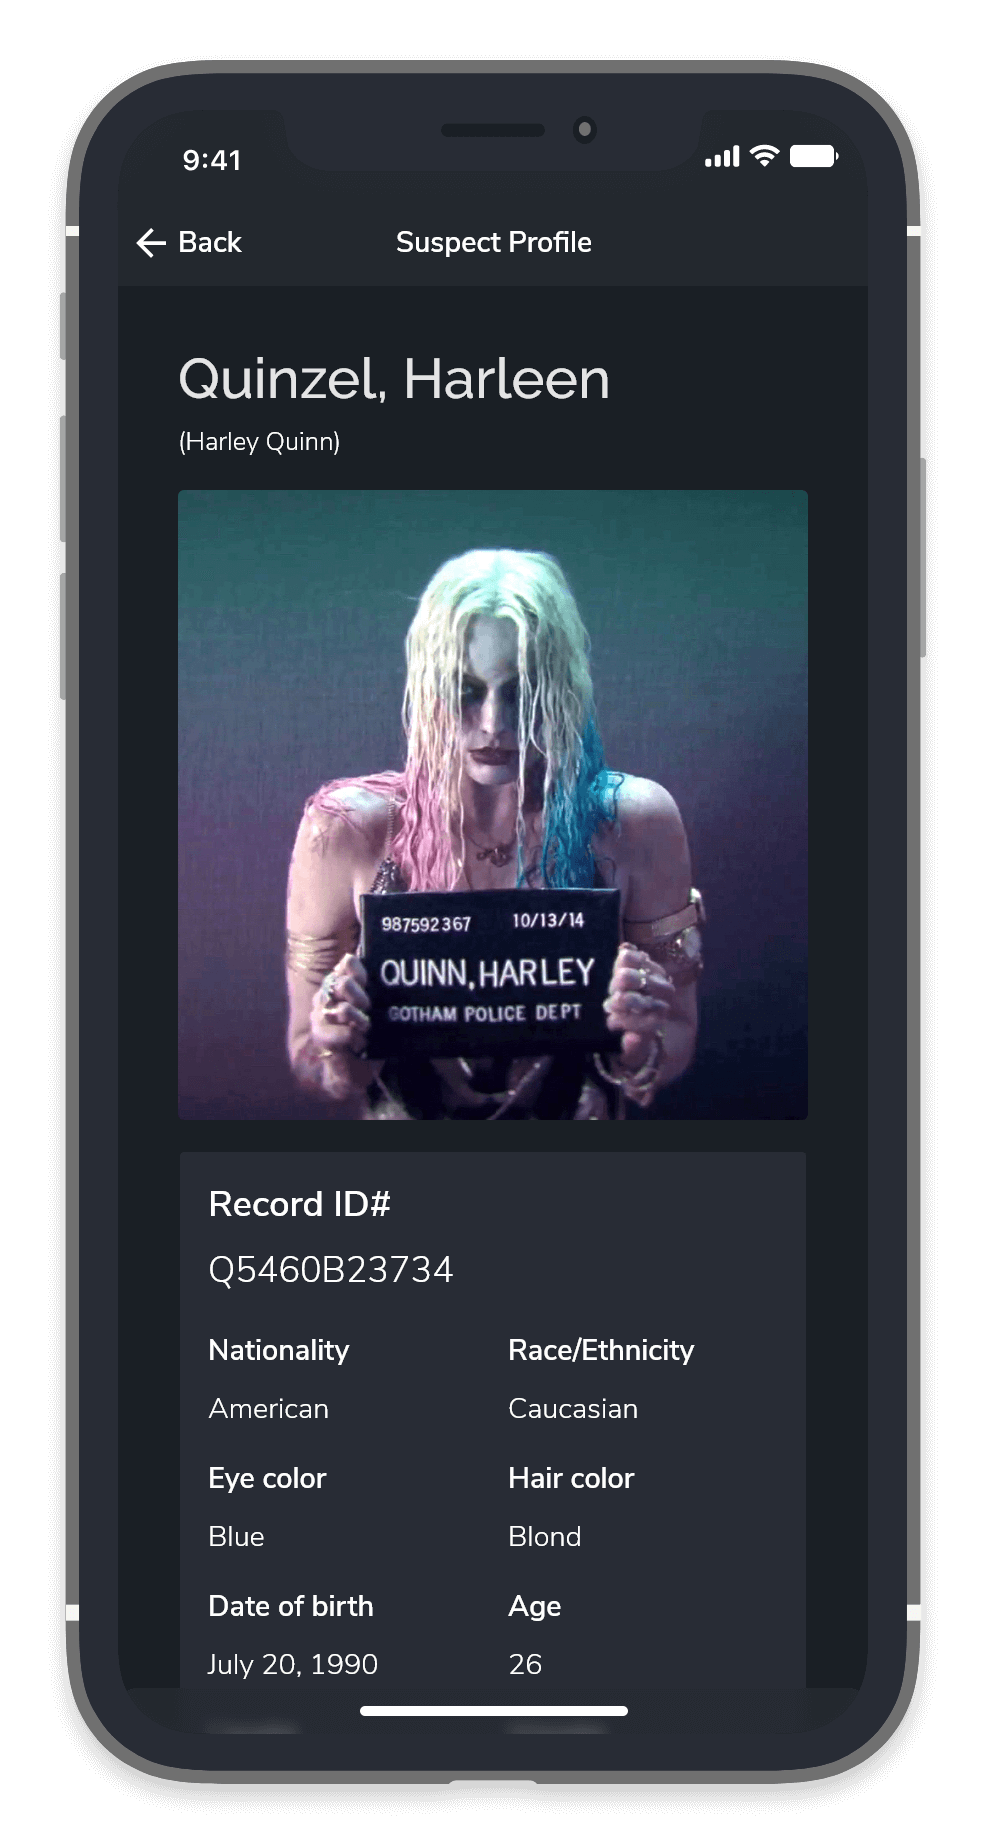 9:41
Back Suspect Profile
Quinzel, Harleen
(Harley Quinn)
987592367 10/13/14
QUINN, HARLEY
GOTHAM POLICE DEPT
Record ID#
Q5460B23734
Nationality Race/Ethnicity
American Caucasian
Eye color Hair color
Blue Blond
Date of birth Age
July 20, 1990 26